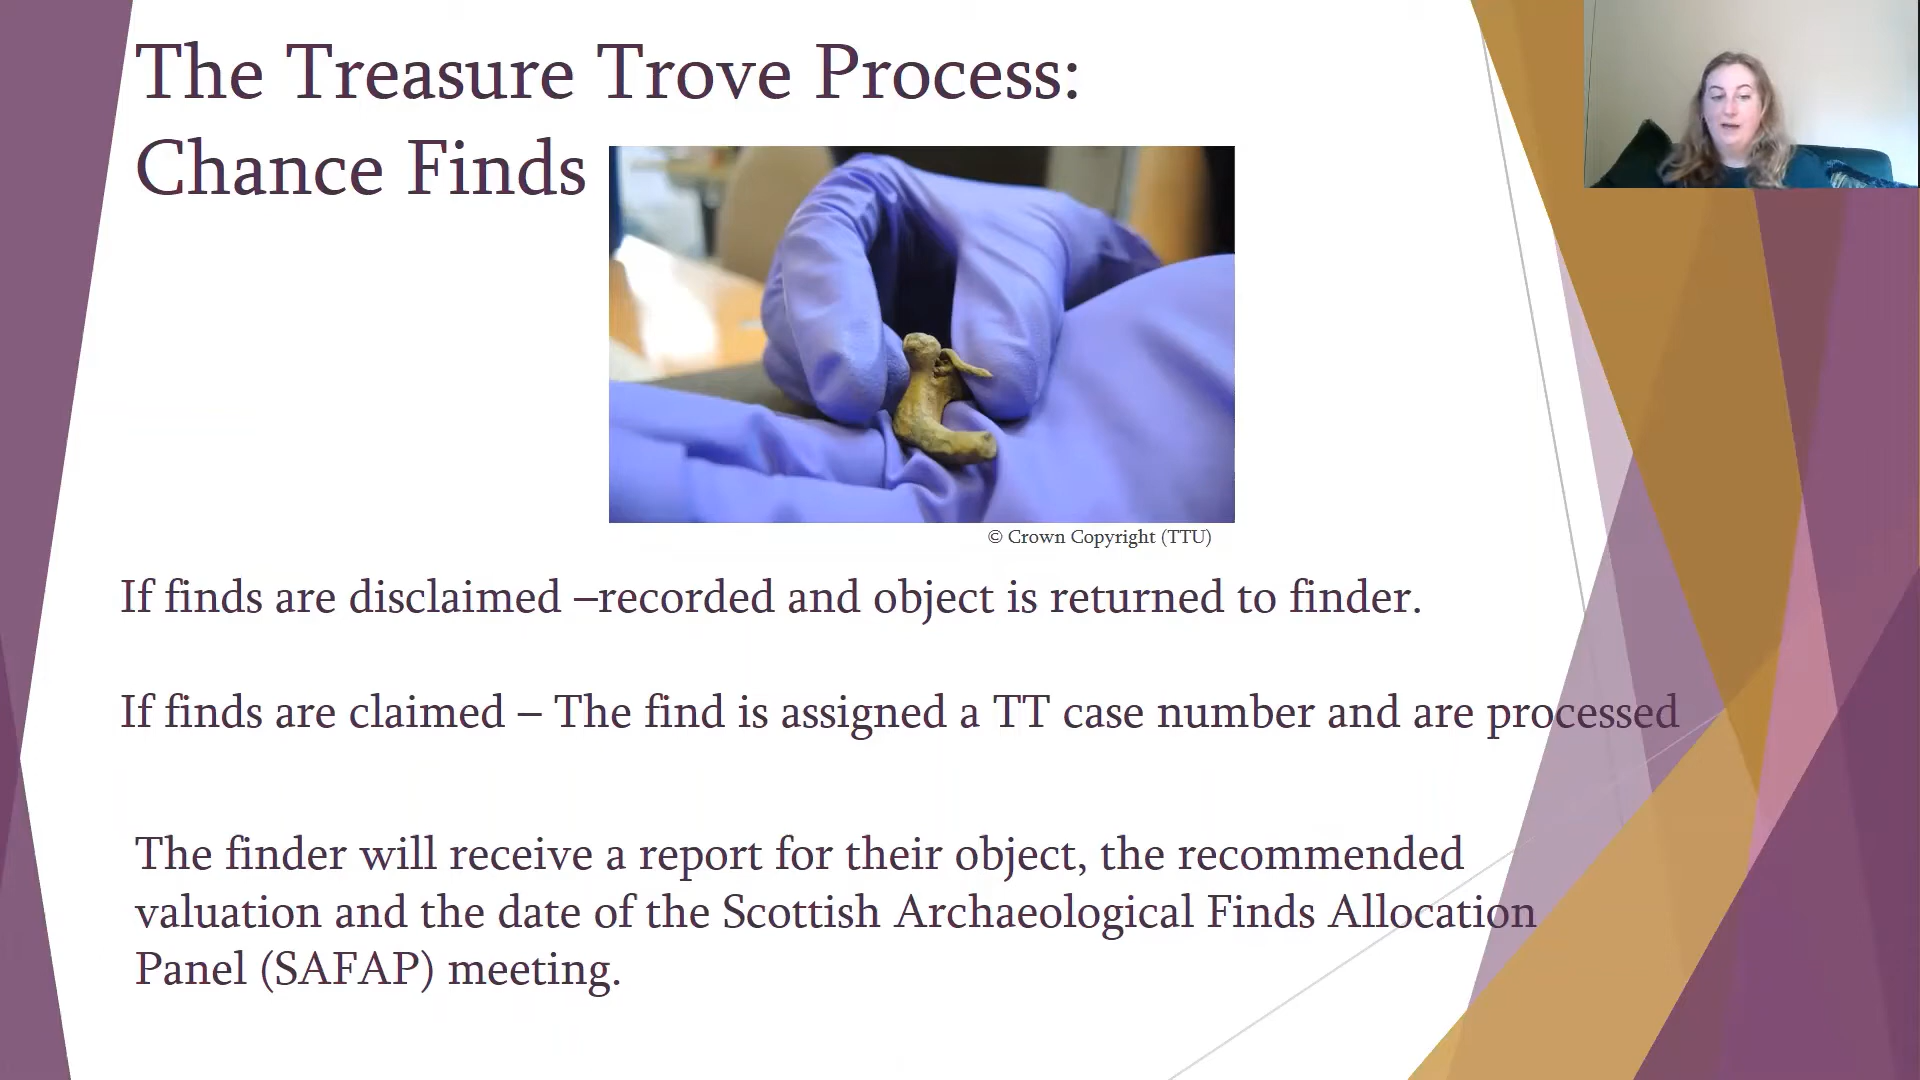 The Treasure Trove Process:
Chance Finds
© Crown Copyright (TTU)
If finds are disclaimed –recorded and object is returned to finder.
If finds are claimed – The find is assigned a TT case number and are processed
The finder will receive a report for their object, the recommended
valuation and the date of the Scottish Archaeological Finds Allocation
Panel (SAFAP) meeting.